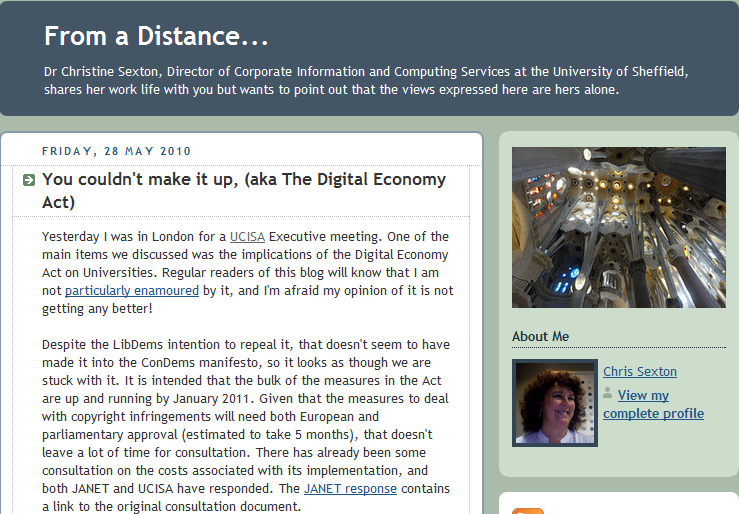 From a Distance...
Dr Christine Sexton, Director of Corporate Information and Computing Services at the University of Sheffield,
shares her work life with you but wants to point out that the views expressed here are hers alone.
FRIDAY, 28 MAY 2010
You couldn't make it up, (aka The Digital Economy
Act)
Yesterday I was in London for a UCISA Executive meeting. One of the
main items we discussed was the implications of the Digital Economy
Act on Universities. Regular readers of this blog will know that I am
not particularly enamoured by it, and I'm afraid my opinion of it is not
getting any better!
Despite the LibDems intention to repeal it, that doesn't seem to have
made it into the ConDems manifesto, so it looks as though we are
stuck with it. It is intended that the bulk of the measures in the Act
are up and running by January 2011. Given that the measures to deal
with copyright infringements will need both European and
parliamentary approval (estimated to take 5 months), that doesn't
leave a lot of time for consultation. There has already been some
consultation on the costs associated with its implementation, and
both JANET and UCISA have responded. The JANET response contains
a link to the original consultation document.
About Me
Chris Sexton
View my
complete profile